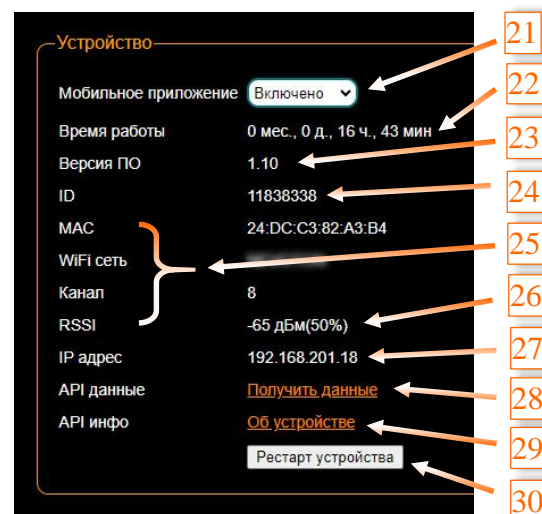 Устройство
21
Мобильное приложение Включено
22
Время работы 0 мес., 0 д., 16 ч., 43 мин
23
Версия ПО 1.10
ID 11838338
24
MAC 24:DC:C3:82:A3:B4
25
WiFi сеть
Канал 8
26
RSSI -65 дБм(50%)
27
IP адрес 192.168.201.18
API данные Получить данные
28
API инфо Об устройстве
29
Рестарт устройства
30